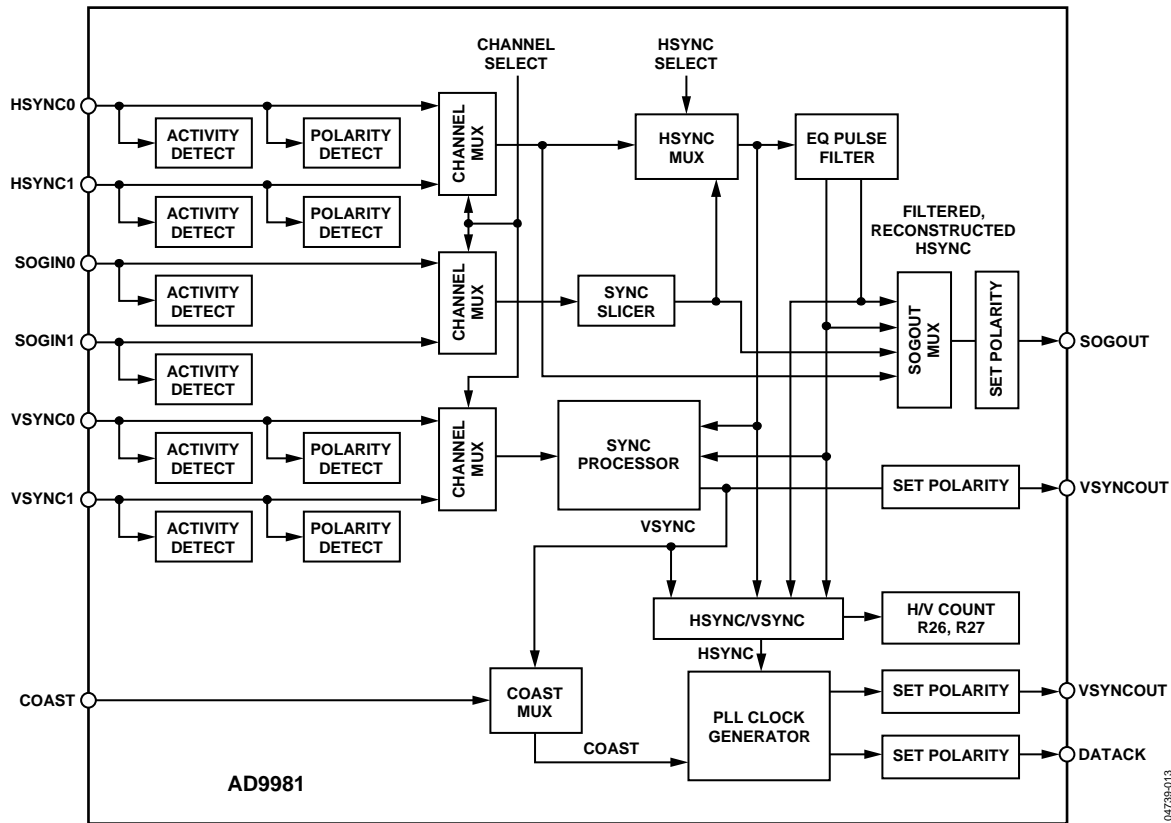 CHANNEL
SELECT
HSYNC
SELECT
HSYNC0
ACTIVITY
DETECT
POLARITY
DETECT
CHANNEL
MUX
HSYNC
MUX
EQ PULSE
FILTER
HSYNC1
ACTIVITY
DETECT
POLARITY
DETECT
FILTERED,
RECONSTRUCTED
HSYNC
SOGIN0
ACTIVITY
DETECT
CHANNEL
MUX
SYNC
SLICER
SOGOUT
MUX
SET POLARITY
SOGOUT
SOGIN1
ACTIVITY
DETECT
VSYNC0
ACTIVITY
DETECT
POLARITY
DETECT
CHANNEL
MUX
SYNC
PROCESSOR
SET POLARITY
VSYNCOUT
VSYNC1
ACTIVITY
DETECT
POLARITY
DETECT
VSYNC
HSYNC/VSYNC
H/V COUNT
R26, R27
HSYNC
COAST
COAST
MUX
PLL CLOCK
GENERATOR
SET POLARITY
VSYNCOUT
COAST
SET POLARITY
DATACK
AD9981
04739-013